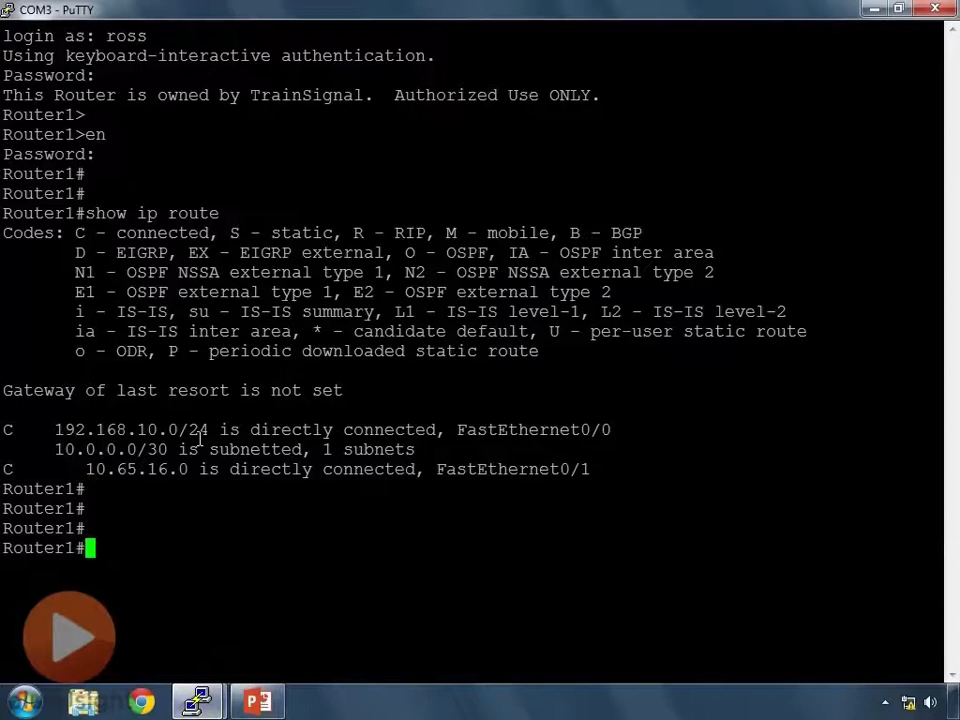 COM3 - PuTTY
login as: ross
Using keyboard-interactive authentication.
Password:
This Router is owned by TrainSignal.  Authorized Use ONLY.
Router1>
Router1>en
Password:
Router1#
Router1#
Router1#show ip route
Codes: C - connected, S - static, R - RIP, M - mobile, B - BGP
       D - EIGRP, EX - EIGRP external, O - OSPF, IA - OSPF inter area
       N1 - OSPF NSSA external type 1, N2 - OSPF NSSA external type 2
       E1 - OSPF external type 1, E2 - OSPF external type 2
       i - IS-IS, su - IS-IS summary, L1 - IS-IS level-1, L2 - IS-IS level-2
       ia - IS-IS inter area, * - candidate default, U - per-user static route
       o - ODR, P - periodic downloaded static route
Gateway of last resort is not set
C    192.168.10.0/24 is directly connected, FastEthernet0/0
     10.0.0.0/30 is subnetted, 1 subnets
C       10.65.16.0 is directly connected, FastEthernet0/1
Router1#
Router1#
Router1#
Router1#